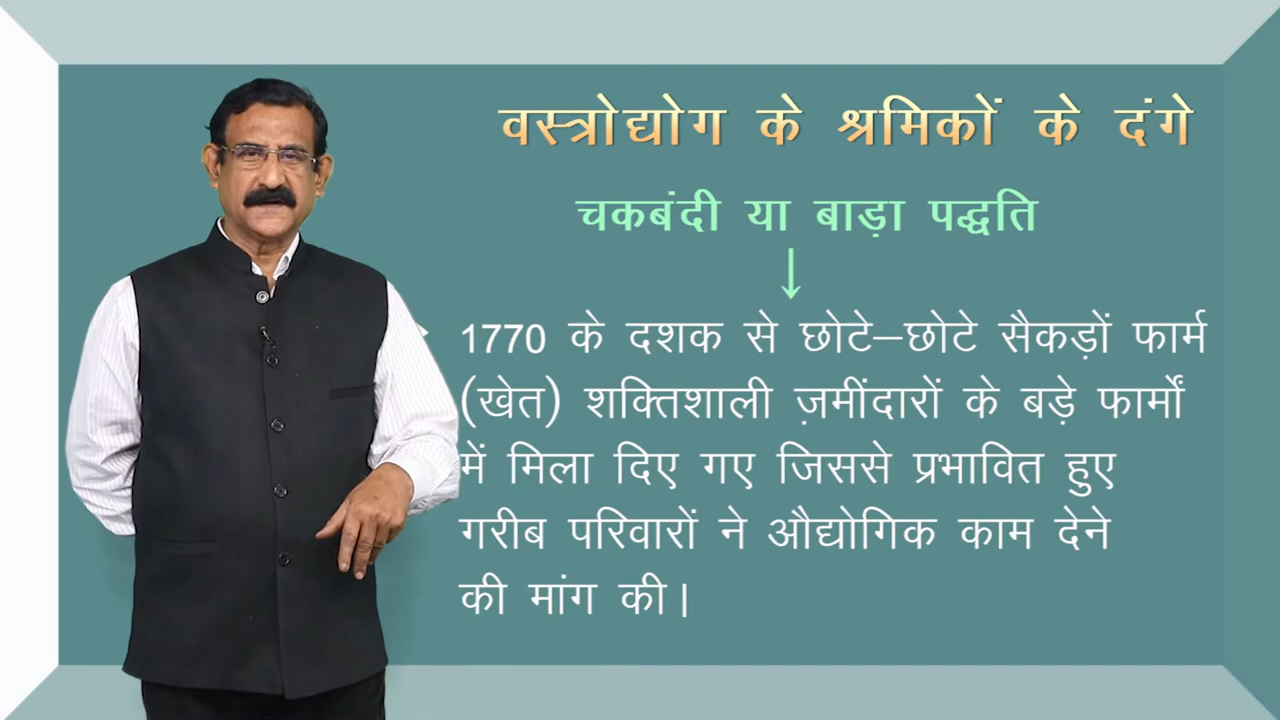 वस्त्रोद्योग के श्रमिकों के दंगे
चकबंदी या बाड़ा पद्धति
↓
1770 के दशक से छोटे–छोटे सैकड़ों फार्म
(खेत) शक्तिशाली ज़मींदारों के बड़े फार्मों
में मिला दिए गए जिससे प्रभावित हुए
गरीब परिवारों ने औद्योगिक काम देने
की मांग की।